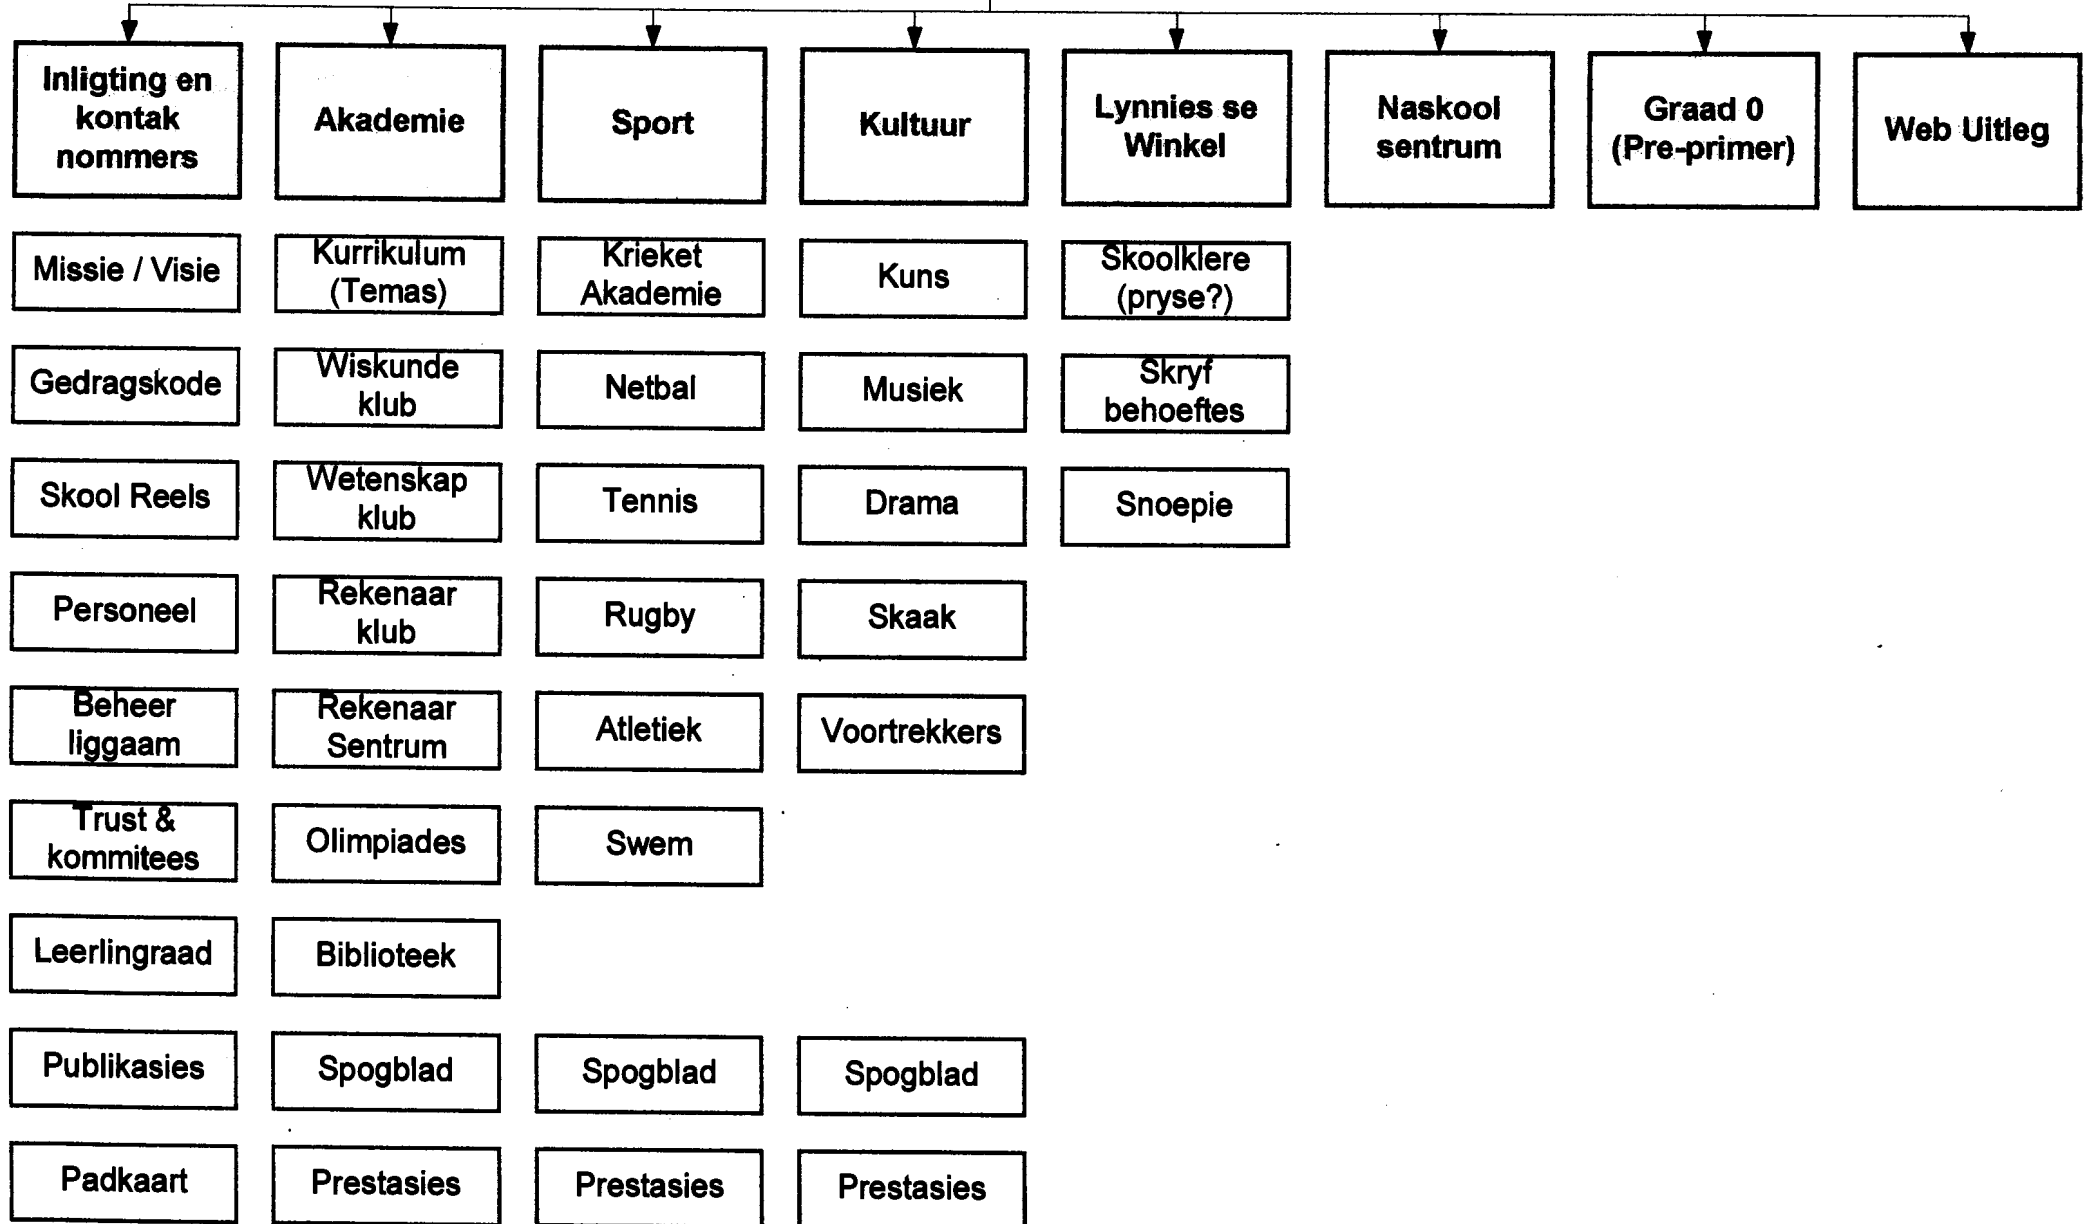 Inligting en
kontak
nommers
Akademie
Sport
Kultuur
Lynnies se
Winkel
Naskool
sentrum
Graad 0
(Pre-primer)
Web Uitleg
Missie / Visie
Kurrikulum
(Temas)
Krieket
Akademie
Kuns
Skoolklere
(pryse?)
Gedragskode
Wiskunde
klub
Netbal
Musiek
Skryf
behoeftes
Skool Reels
Wetenskap
klub
Tennis
Drama
Snoepie
Personeel
Rekenaar
klub
Rugby
Skaak
Beheer
liggaam
Rekenaar
Sentrum
Atletiek
Voortrekkers
Trust &
kommitees
Olimpiades
Swem
Leerlingraad
Biblioteek
Publikasies
Spogblad
Spogblad
Spogblad
Padkaart
Prestasies
Prestasies
Prestasies